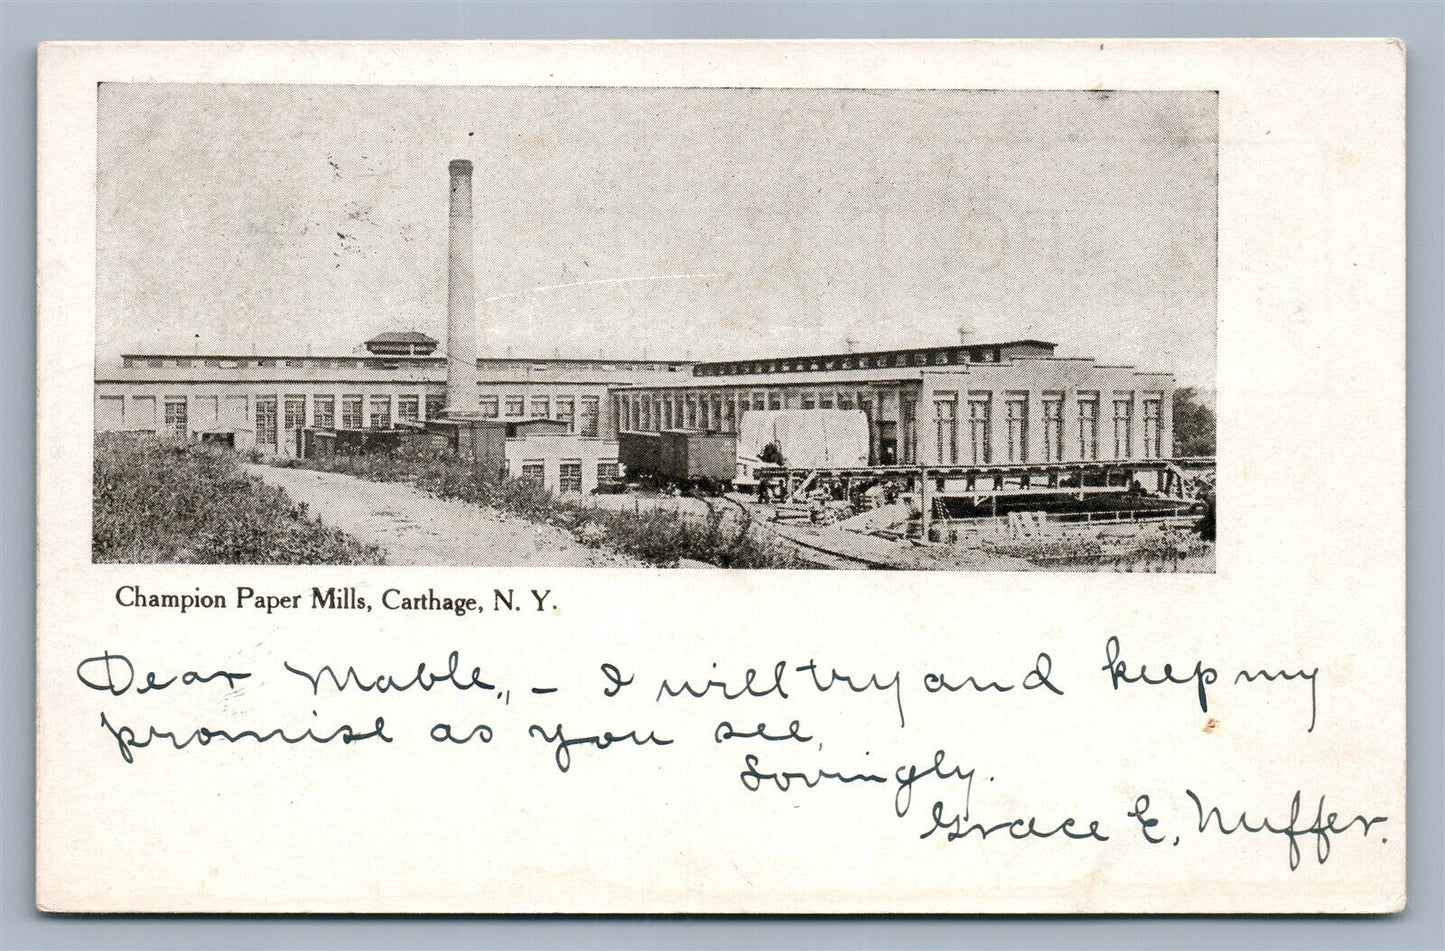 Champion Paper Mills, Carthage, N. Y.
Dear Mable,, – I will try and keep my
promise as you see,
Lovingly.
Grace E, Nuffer.